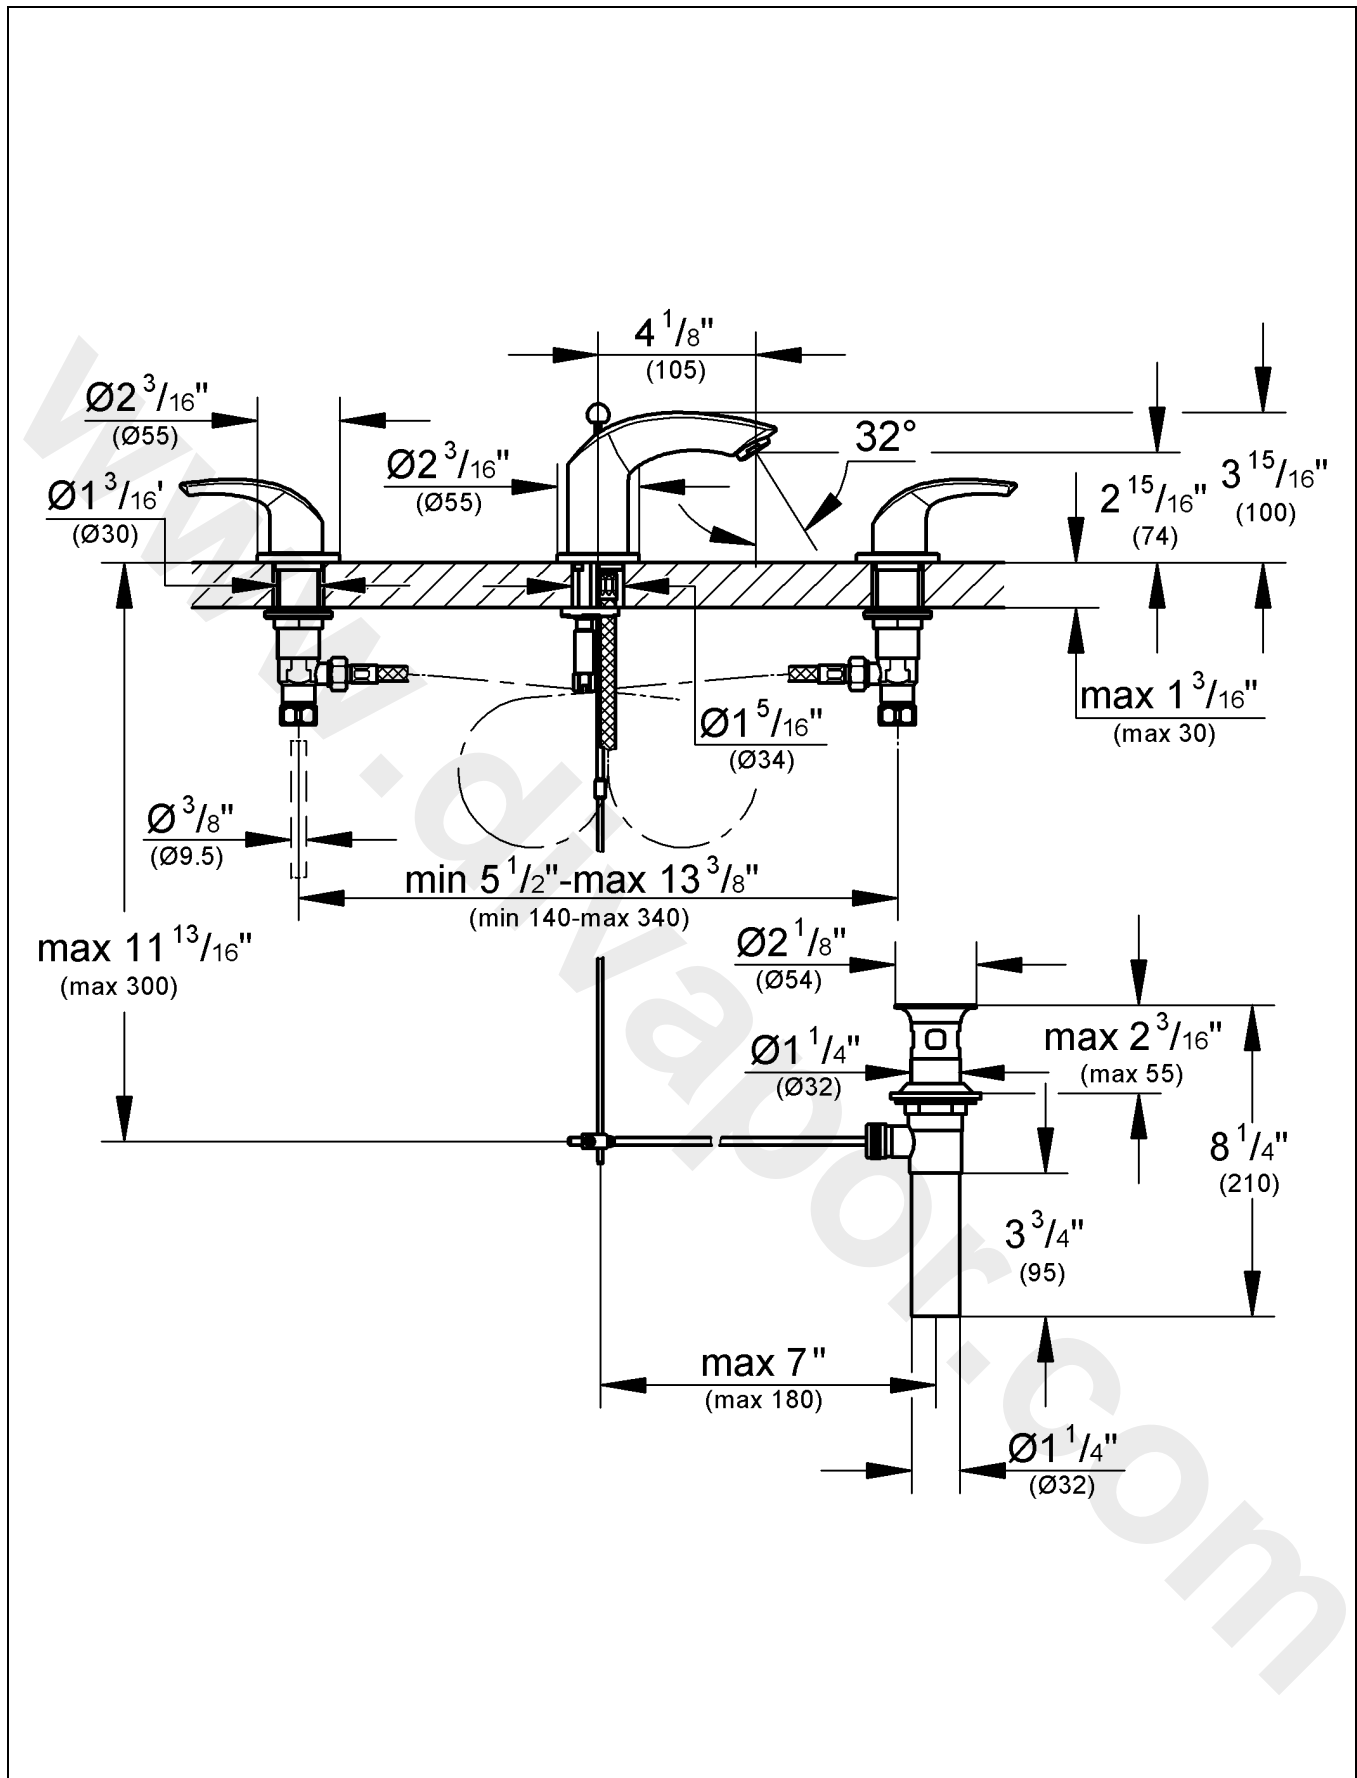 4 1/8"
(105)
Ø2 3/16"
(Ø55)
32°
Ø2 3/16"
(Ø55)
3 15/16"
(100)
2 15/16"
(74)
Ø1 3/16'
(Ø30)
max 1 3/16"
(max 30)
Ø1 5/16"
(Ø34)
Ø 3/8"
(Ø9.5)
min 5 1/2"-max 13 3/8"
(min 140-max 340)
max 11 13/16"
(max 300)
Ø2 1/8"
(Ø54)
max 2 3/16"
(max 55)
Ø1 1/4"
(Ø32)
8 1/4"
(210)
3 3/4"
(95)
max 7"
(max 180)
Ø1 1/4"
(Ø32)
www.divapor.com